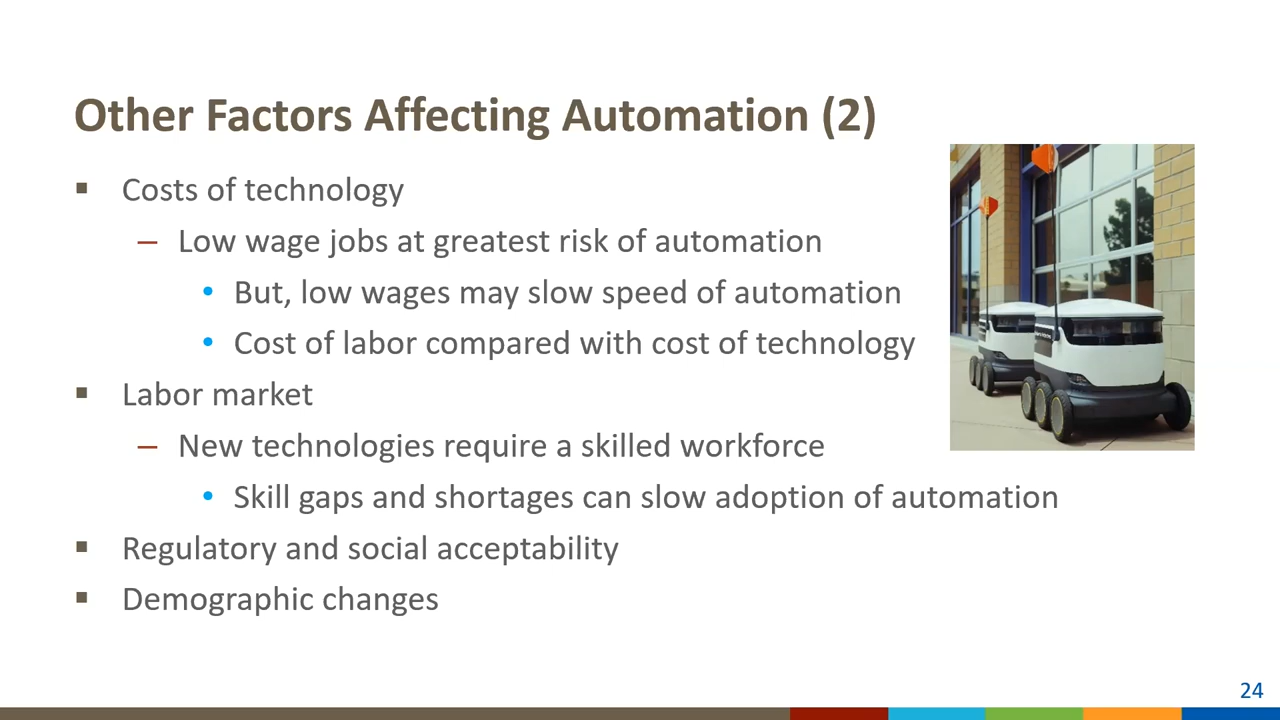 Other Factors Affecting Automation (2)
▪ Costs of technology
– Low wage jobs at greatest risk of automation
• But, low wages may slow speed of automation
• Cost of labor compared with cost of technology
▪ Labor market
– New technologies require a skilled workforce
• Skill gaps and shortages can slow adoption of automation
▪ Regulatory and social acceptability
▪ Demographic changes
24